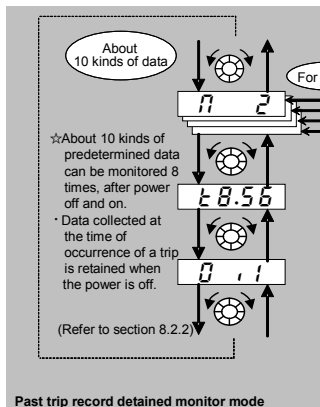 About
10 kinds of data
For
n 2
☆About 10 kinds of
predetermined data
can be monitored 8
times, after power
off and on.
t8.56
・Data collected at
the time of
occurrence of a trip
is retained when
the power is off.
0 i1
(Refer to section 8.2.2)
Past trip record detained monitor mode